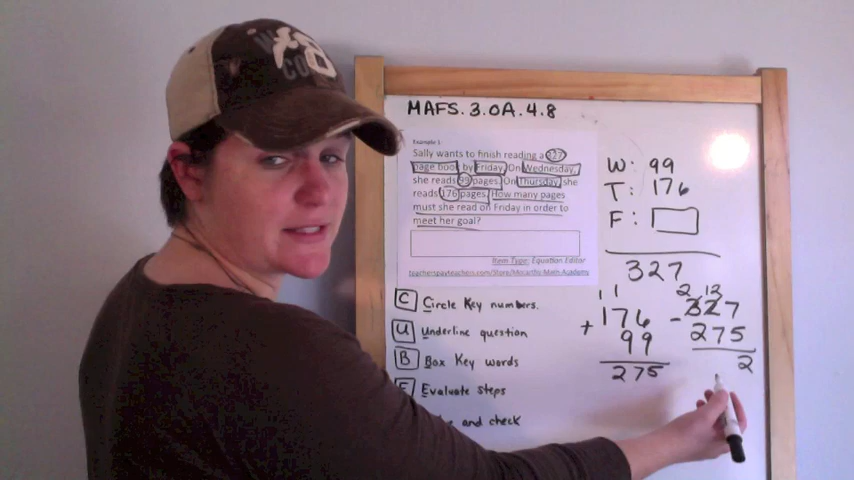 MAFS.3.OA.4.8
Example 1
Sally wants to finish reading a 327
page book by Friday. On Wednesday,
she reads 99 pages. On Thursday, she
reads 176 pages. How many pages
must she read on Friday in order to
meet her goal?
Item Type: Equation Editor
teacherspayteachers.com/Store/Mccarthy-Math-Academy
C Circle Key numbers.
U Underline question
B Box Key words
E Evaluate steps
and check
W: 99
T: 176
F:
327
1 1
176
+ 99
275
2 12
327
- 275
2